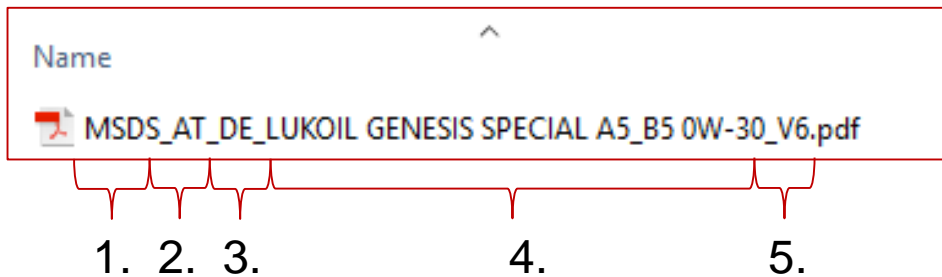 Name
MSDS_AT_DE_LUKOIL GENESIS SPECIAL A5_B5 0W-30_V6.pdf
1. 2. 3. 4. 5.